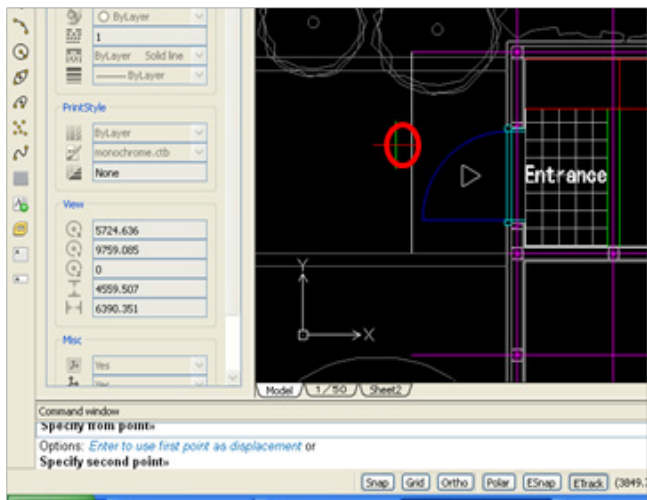 ByLayer
1
ByLayer Solid line
ByLayer
PrintStyle
ByLayer
monochrome.ctb
None
View
5724.636
9759.085
0
4559.507
6390.351
Misc
Yes
Entrance
Y
X
Model 1/50 Sheet2
Command window
Specify from point»
Options: Enter to use first point as displacement or
Specify second point»
Snap Grid Ortho Polar ESnap ETrack (3849.7